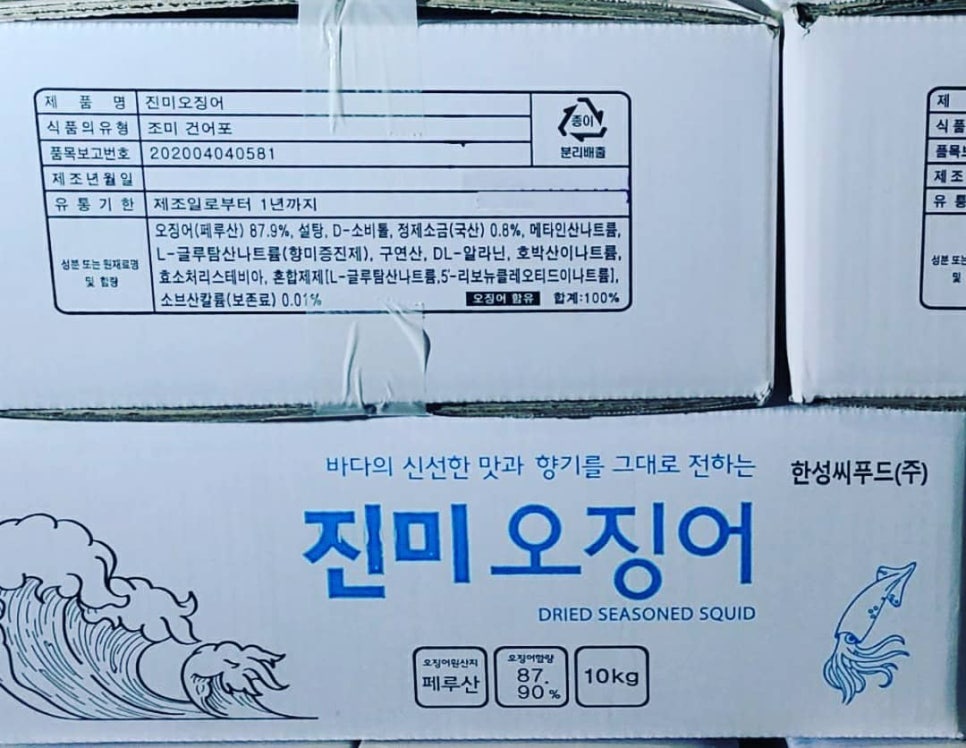 제 품 명 진미오징어
식품의유형 조미 건어포
품목보고번호 202004040581
종이
분리배출
제조년월일
유통기한 제조일로부터 1년까지
성분 또는 원재료명
및 함량
오징어(페루산) 87.9%, 설탕, D-소비톨, 정제소금(국산) 0.8%, 메타인산나트륨,
L-글루탐산나트륨(향미증진제), 구연산, DL-알라닌, 호박산이나트륨,
효소처리스테비아, 혼합제제[L-글루탐산나트륨,5'-리보뉴클레오티드이나트륨],
소브산칼륨(보존료) 0.01%
오징어 함유 합계:100%
제
식품
품목보
제조
유통
성분 또는
및
바다의 신선한 맛과 향기를 그대로 전하는
한성씨푸드(주)
진미오징어
DRIED SEASONED SQUID
오징어원산지
페루산
오징어함량
87.
90%
10kg